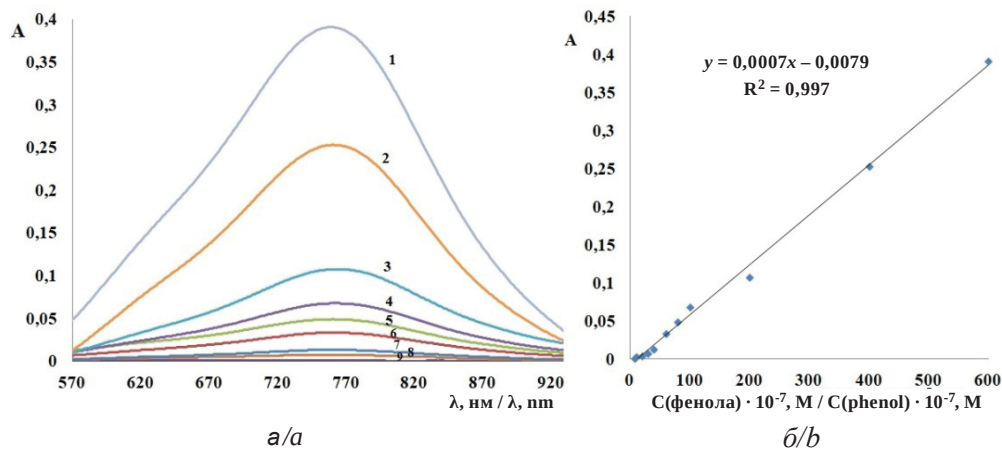 A
0,4
0,35
0,3
0,25
0,2
0,15
0,1
0,05
0
1
2
3
4
5
6
7
8
9
570 620 670 720 770 820 870 920
λ, нм / λ, nm
а/a
A
0,45
0,4
0,35
0,3
0,25
0,2
0,15
0,1
0,05
0
y = 0,0007x – 0,0079
R² = 0,997
0 100 200 300 400 500 600
С(фенола) · 10⁻⁷, М / C(phenol) · 10⁻⁷, M
б/b